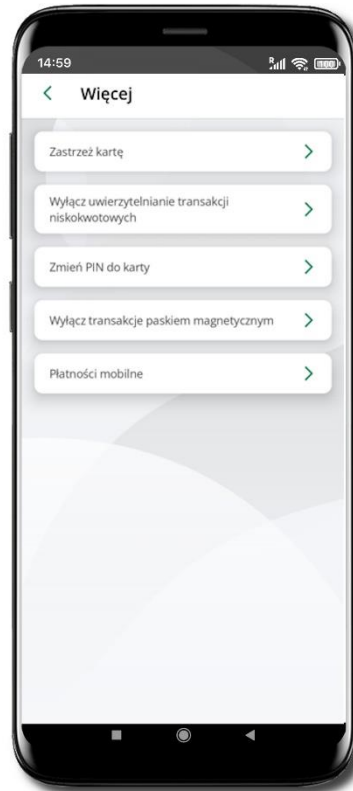 14:59
R
100
Więcej
Zastrzeż kartę
Wyłącz uwierzytelnianie transakcji
niskokwotowych
Zmień PIN do karty
Wyłącz transakcje paskiem magnetycznym
Płatności mobilne